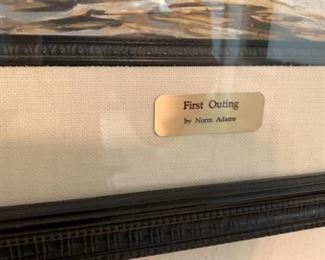 First Outing
by Norm Adams